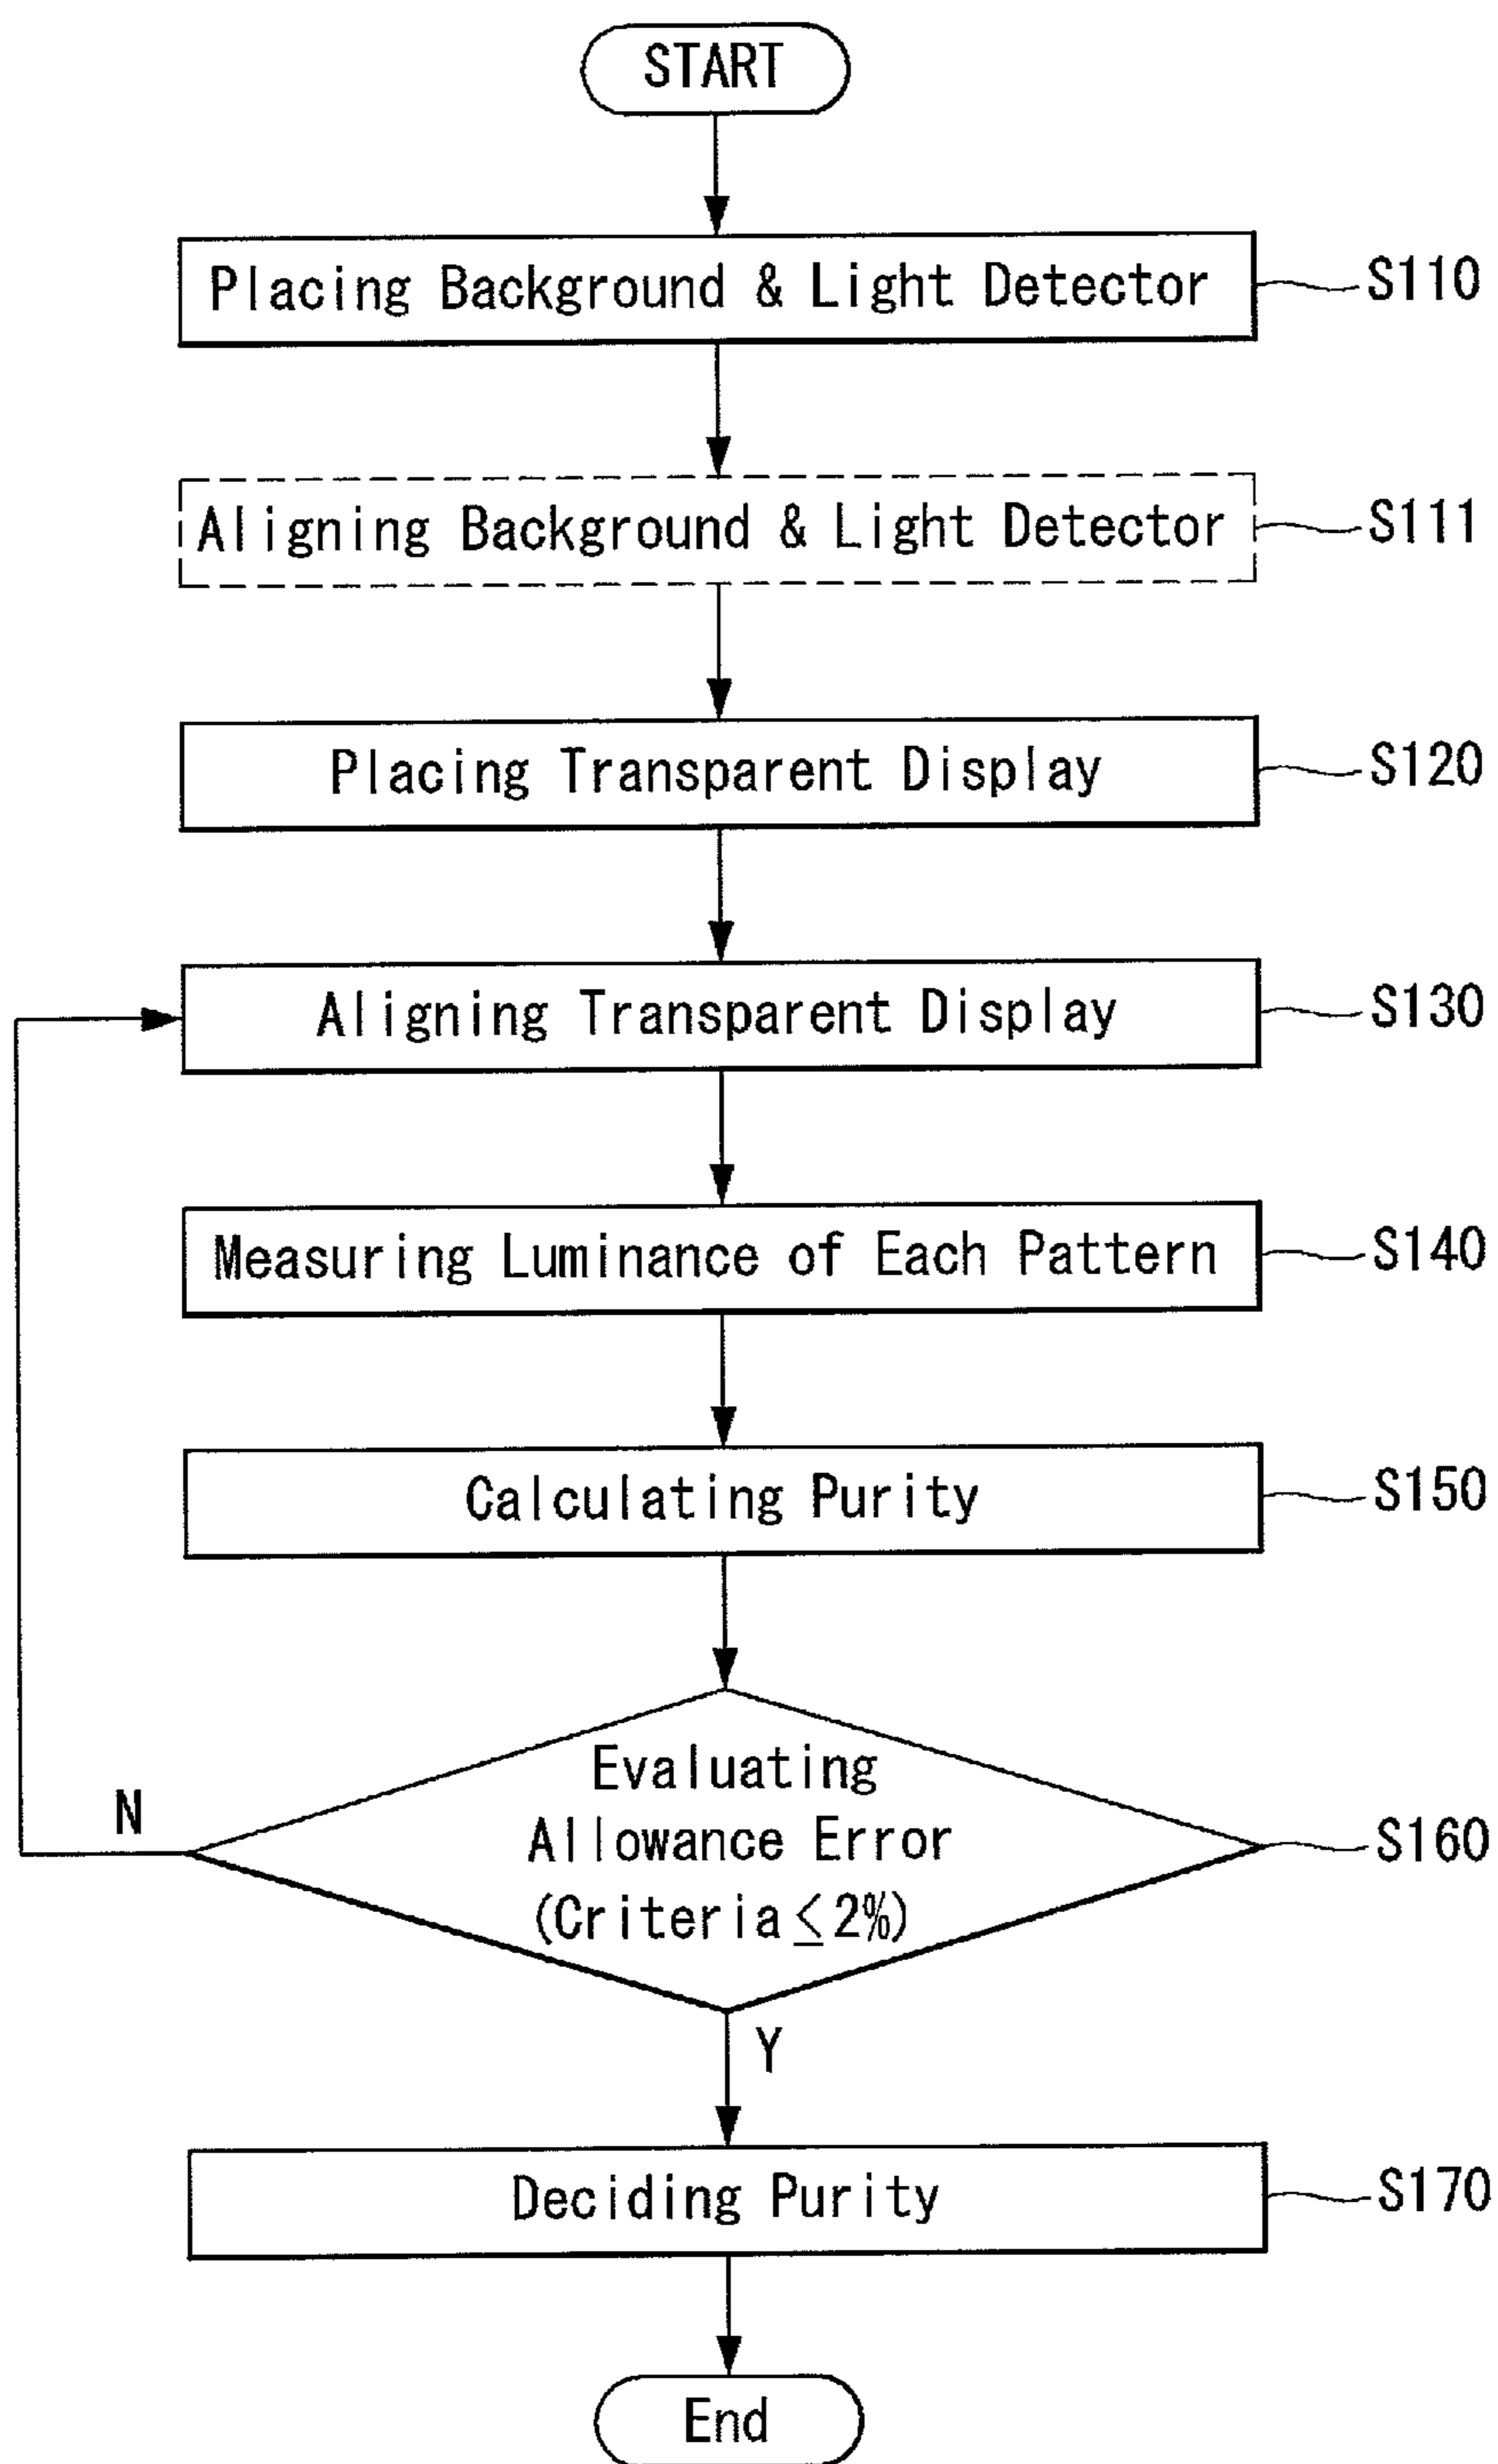 START
Placing Background & Light Detector
S110
Aligning Background & Light Detector
S111
Placing Transparent Display
S120
Aligning Transparent Display
S130
Measuring Luminance of Each Pattern
S140
Calculating Purity
S150
Evaluating
Allowance Error
(Criteria≤2%)
S160
N
Y
Deciding Purity
S170
End